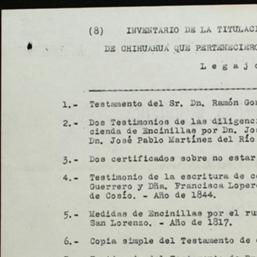 (8) INVENTARIO DE LA TITULACI
DE CHIHUAHUA QUE PERTENECIERO
L e g a j o
1.- Testamento del Sr. Dn. Ramón Gon
2.- Dos Testimonios de las diligenc
cienda de Encinillas por Dn. Jo
Dn. José Pablo Martínez del Río
3.- Dos certificados sobre no estar
4.- Testimonio de la escritura de c
Guerrero y Dña. Francisca Loper
de Cosío. - Año de 1844.
5.- Medidas de Encinillas por el ru
San Lorenzo. - Año de 1817.
6.- Copia simple del Testamento de